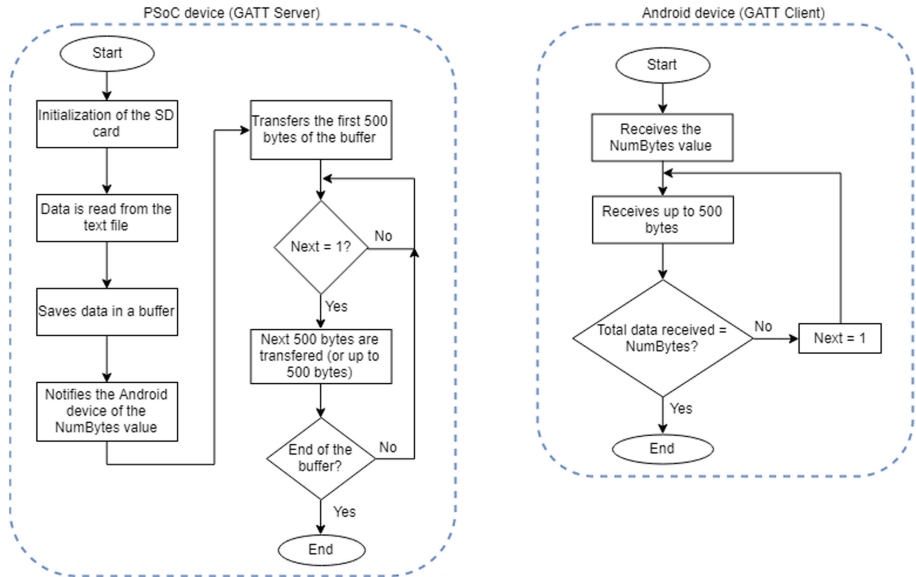 PSoC device (GATT Server)
Start
Initialization of the SD
card
Data is read from the
text file
Saves data in a buffer
Notifies the Android
device of the
NumBytes value
Transfers the first 500
bytes of the buffer
Next = 1?
No
Yes
Next 500 bytes are
transfered (or up to
500 bytes)
End of the
buffer?
No
Yes
End
Android device (GATT Client)
Start
Receives the
NumBytes value
Receives up to 500
bytes
Total data received =
NumBytes?
No
Next = 1
Yes
End